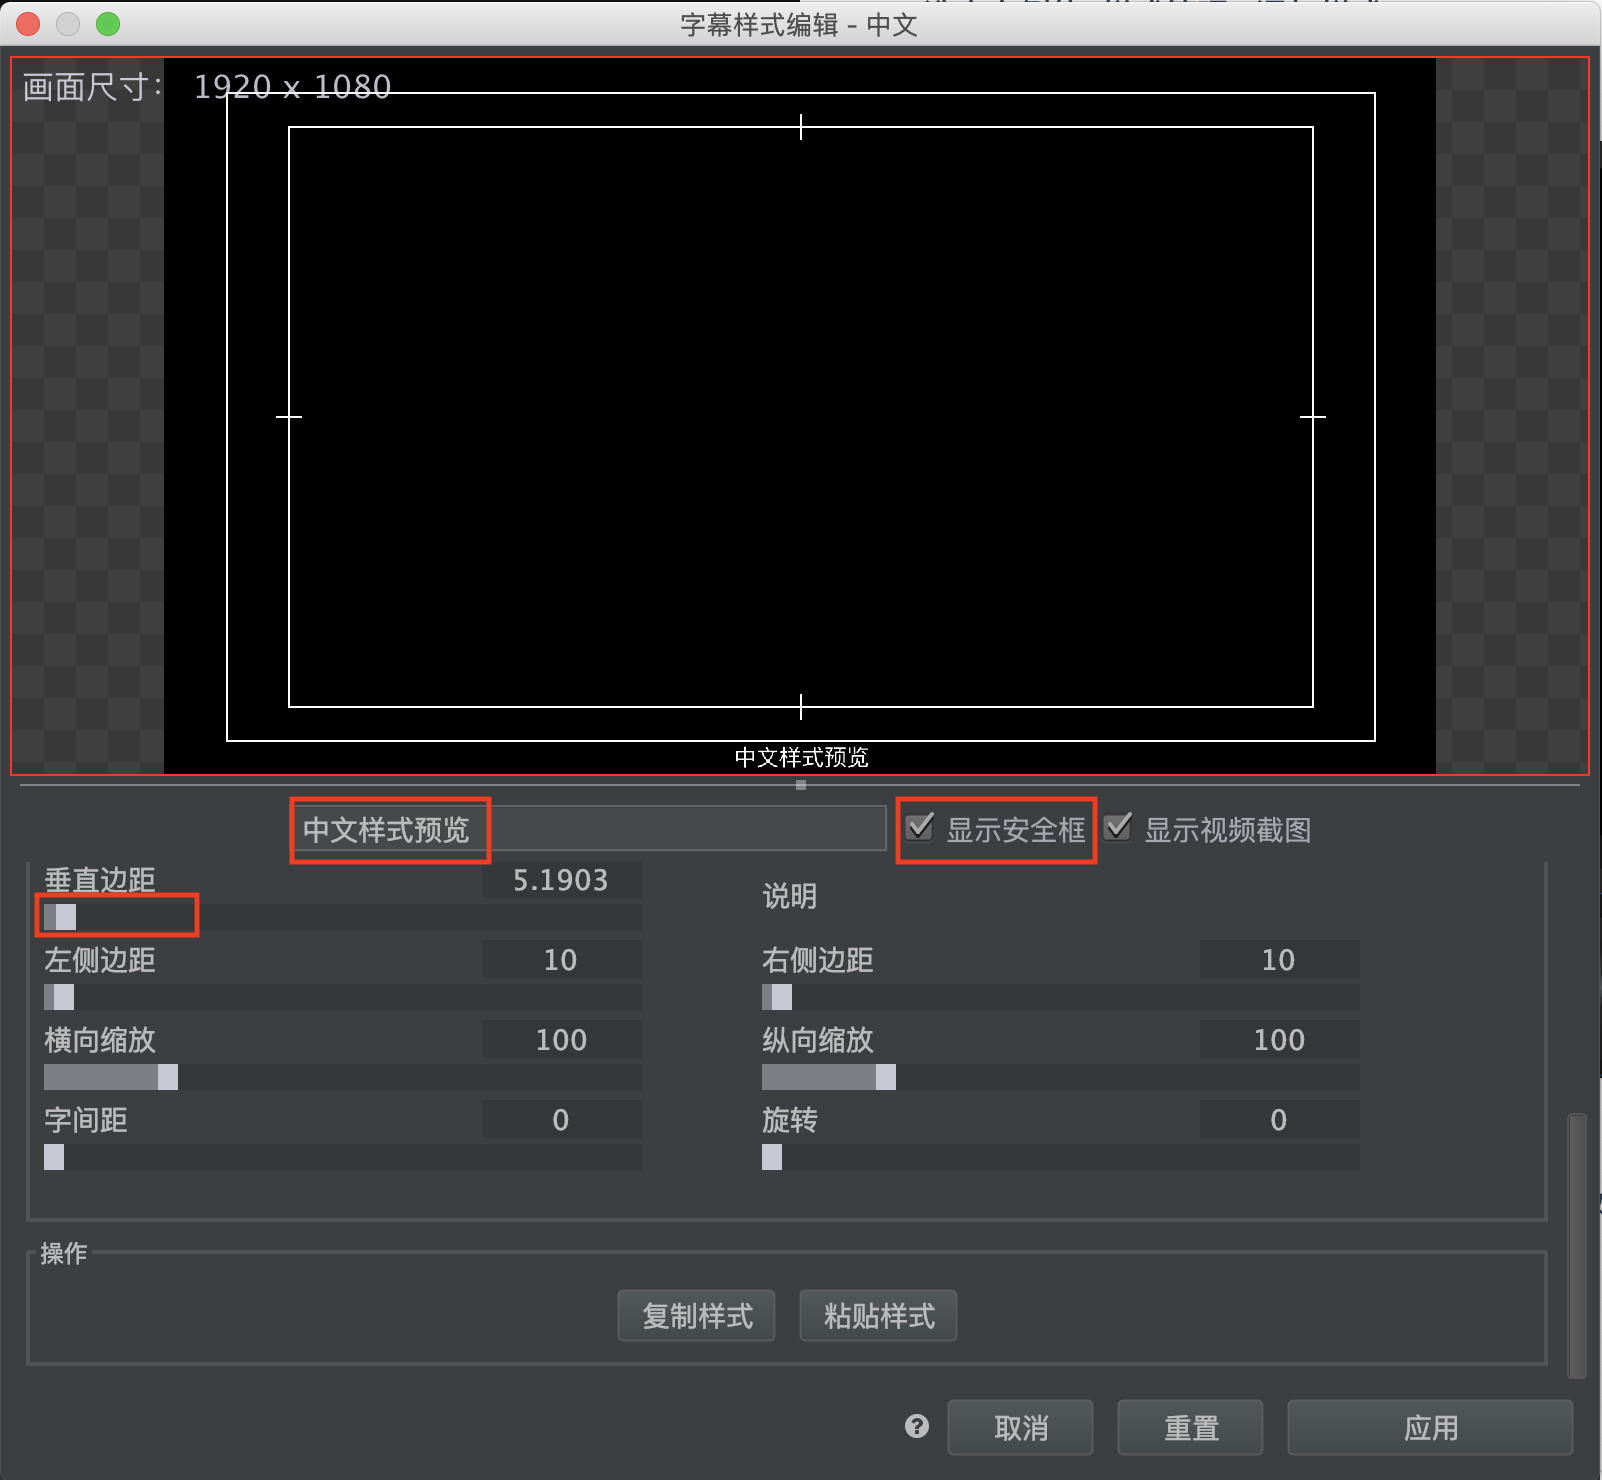 字幕样式编辑 - 中文
画面尺寸： 1920 x 1080
中文样式预览
中文样式预览 显示安全框 显示视频截图
垂直边距 5.1903 说明
左侧边距 10 右侧边距 10
横向缩放 100 纵向缩放 100
字间距 0 旋转 0
操作
复制样式 粘贴样式
? 取消 重置 应用